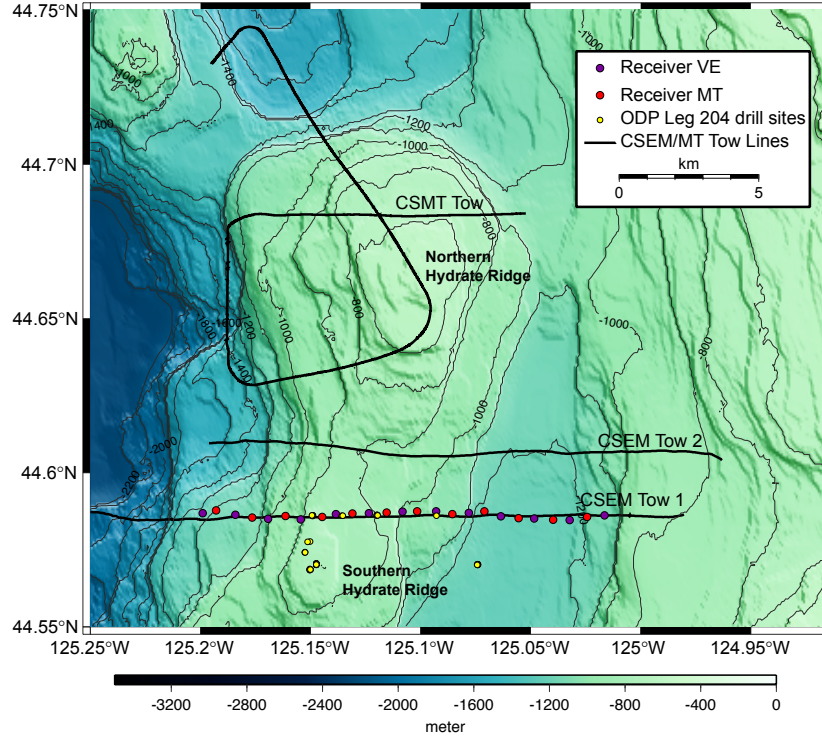 44.75°N
44.7°N
44.65°N
44.6°N
44.55°N
125.25°W
125.2°W
125.15°W
125.1°W
125.05°W
125°W
124.95°W
Receiver VE
Receiver MT
ODP Leg 204 drill sites
CSEM/MT Tow Lines
km
0
5
-1000
-1400
-1000
-1400
-1200
-1000
-800
CSMT Tow
Northern
Hydrate Ridge
-800
-1800
-1600
-1200
-1000
-1400
-1000
-800
-1000
-2000
-2200
CSEM Tow 2
CSEM Tow 1
-1200
Southern
Hydrate Ridge
-3200
-2800
-2400
-2000
-1600
-1200
-800
-400
0
meter